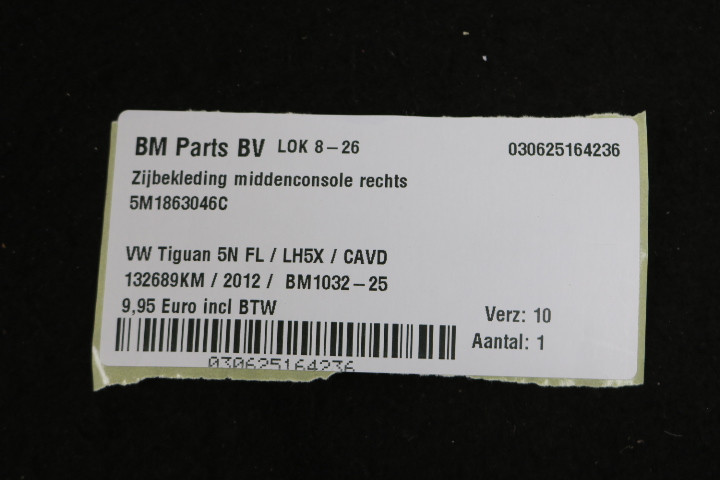 BM Parts BV LOK 8-26 030625164236
Zijbekleding middenconsole rechts
5M1863046C
VW Tiguan 5N FL / LH5X / CAVD
132689KM / 2012 / BM1032-25
9,95 Euro incl BTW
Verz: 10
Aantal: 1
030625164236